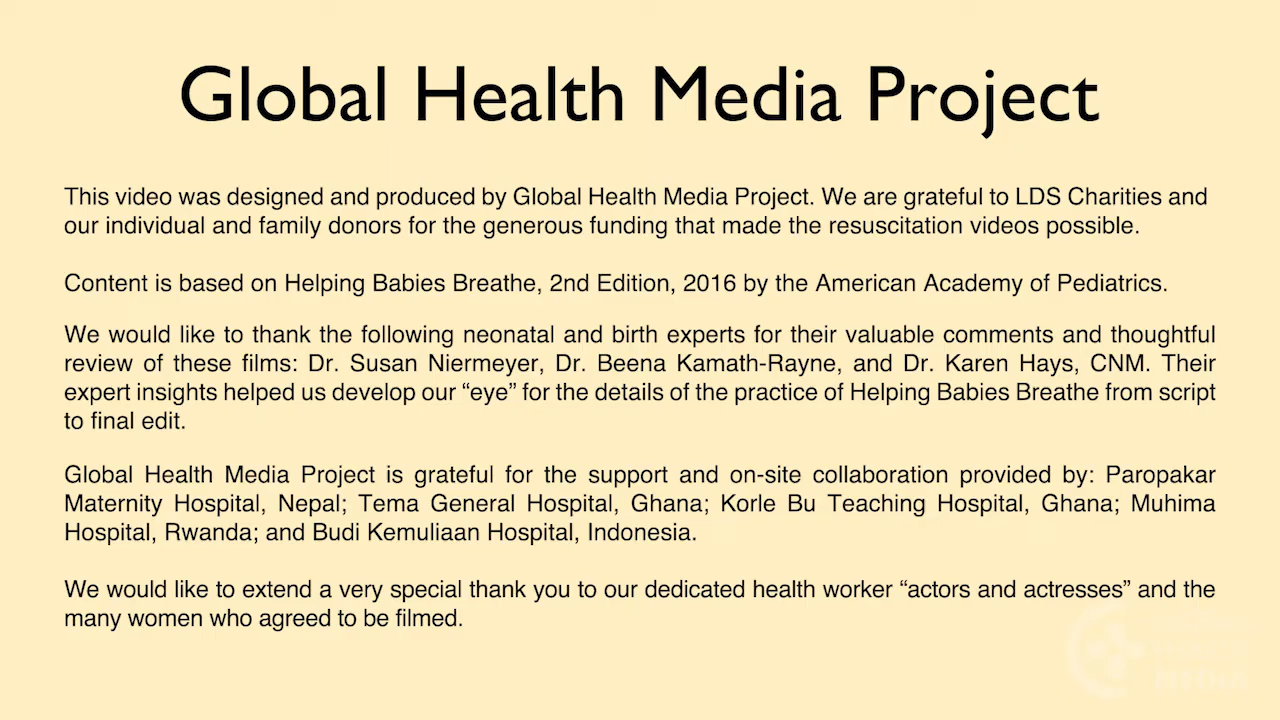 Global Health Media Project
This video was designed and produced by Global Health Media Project. We are grateful to LDS Charities and
our individual and family donors for the generous funding that made the resuscitation videos possible.
Content is based on Helping Babies Breathe, 2nd Edition, 2016 by the American Academy of Pediatrics.
We would like to thank the following neonatal and birth experts for their valuable comments and thoughtful
review of these films: Dr. Susan Niermeyer, Dr. Beena Kamath-Rayne, and Dr. Karen Hays, CNM. Their
expert insights helped us develop our “eye” for the details of the practice of Helping Babies Breathe from script
to final edit.
Global Health Media Project is grateful for the support and on-site collaboration provided by: Paropakar
Maternity Hospital, Nepal; Tema General Hospital, Ghana; Korle Bu Teaching Hospital, Ghana; Muhima
Hospital, Rwanda; and Budi Kemuliaan Hospital, Indonesia.
We would like to extend a very special thank you to our dedicated health worker “actors and actresses” and the
many women who agreed to be filmed.